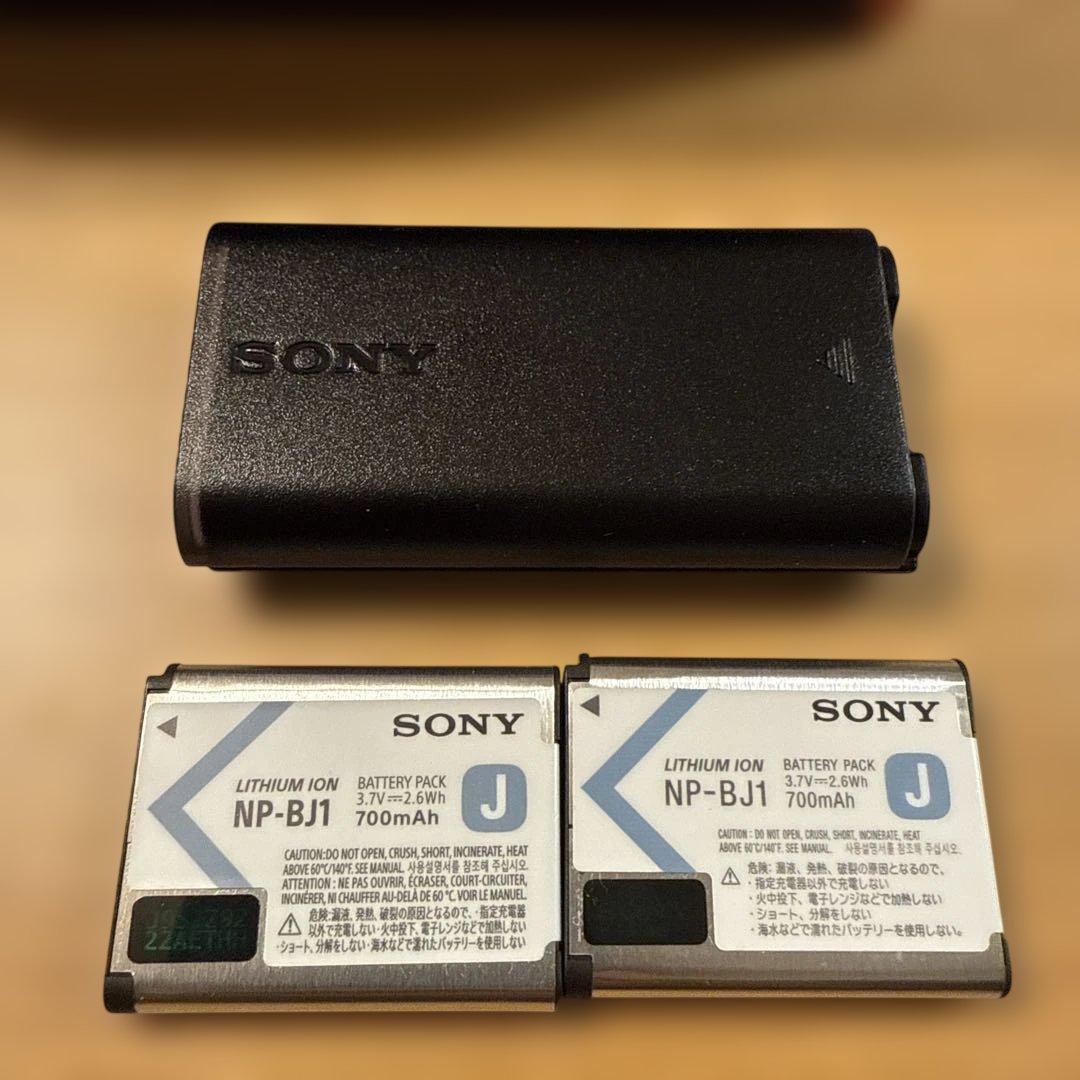 SONY
SONY
LITHIUM ION
NP-BJ1
BATTERY PACK
3.7V⎓2.6Wh
700mAh
J
CAUTION:DO NOT OPEN, CRUSH, SHORT, INCINERATE, HEAT
ABOVE 60°C/140°F. SEE MANUAL. 사용설명서를 참조해 주십시오.
ATTENTION : NE PAS OUVRIR, ÉCRASER, COURT-CIRCUITER,
INCINÉRER, NI CHAUFFER AU-DELÀ DE 60 °C. VOIR LE MANUEL.
⚠危険:漏液、発熱、破裂の原因となるので、・指定充電器
以外で充電しない・火中投下、電子レンジなどで加熱しない
・ショート、分解をしない・海水などで濡れたバッテリーを使用しない
SONY
LITHIUM ION
NP-BJ1
BATTERY PACK
3.7V⎓2.6Wh
700mAh
J
CAUTION : DO NOT OPEN, CRUSH, SHORT, INCINERATE, HEAT
ABOVE 60°C/140°F. SEE MANUAL. 사용설명서를 참조해 주십시오.
⚠危険:漏液、発熱、破裂の原因となるので、
・指定充電器以外で充電しない
・火中投下、電子レンジなどで加熱しない
・ショート、分解をしない
・海水などで濡れたバッテリーを使用しない